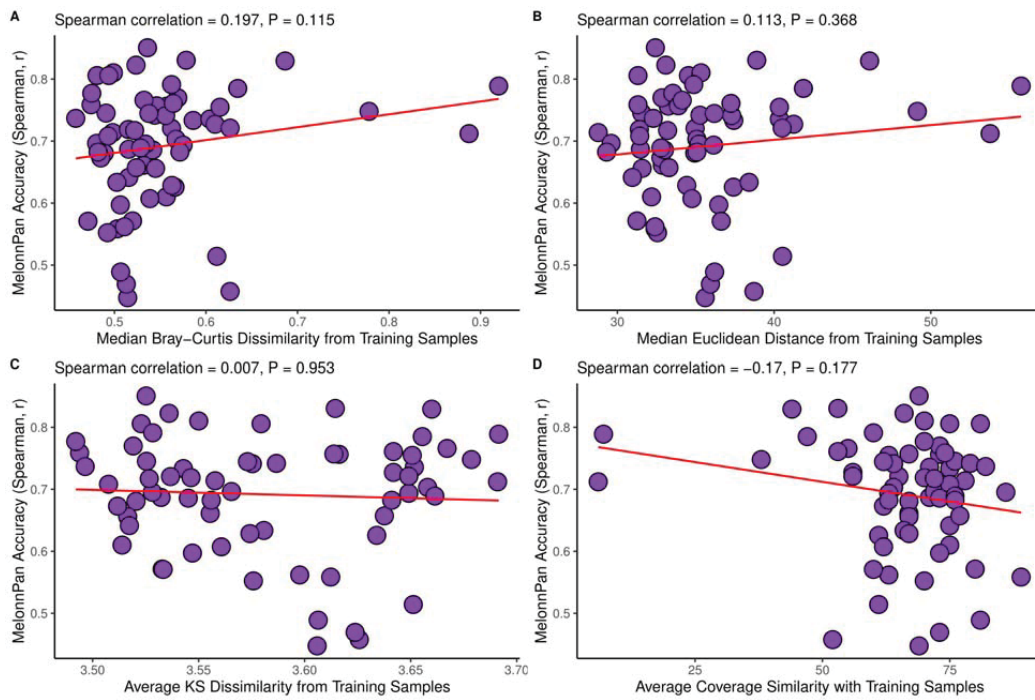 A
Spearman correlation = 0.197, P = 0.115
MelonnPan Accuracy (Spearman, r)
0.8
0.7
0.6
0.5
0.5 0.6 0.7 0.8 0.9
Median Bray−Curtis Dissimilarity from Training Samples
B
Spearman correlation = 0.113, P = 0.368
MelonnPan Accuracy (Spearman, r)
0.8
0.7
0.6
0.5
30 40 50
Median Euclidean Distance from Training Samples
C
Spearman correlation = 0.007, P = 0.953
MelonnPan Accuracy (Spearman, r)
0.8
0.7
0.6
0.5
3.50 3.55 3.60 3.65 3.70
Average KS Dissimilarity from Training Samples
D
Spearman correlation = −0.17, P = 0.177
MelonnPan Accuracy (Spearman, r)
0.8
0.7
0.6
0.5
25 50 75
Average Coverage Similarity with Training Samples